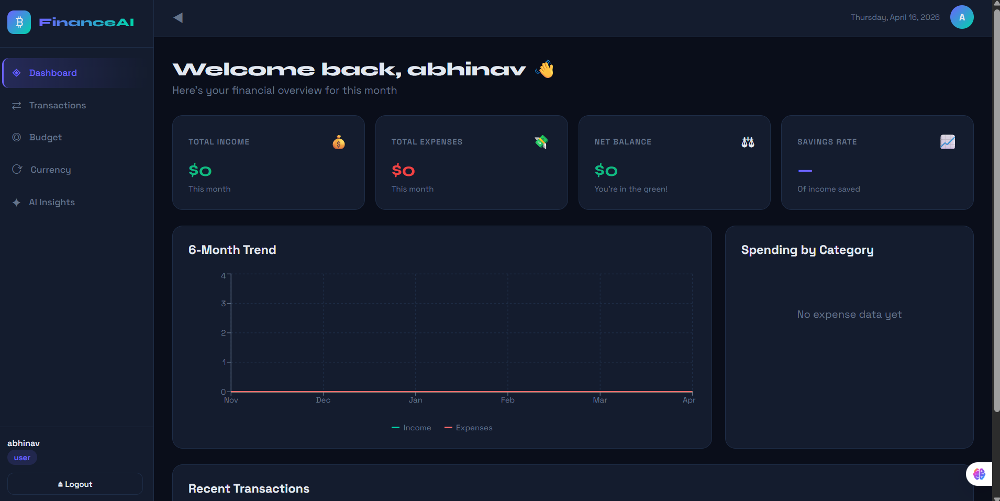 FinanceAI
Dashboard
Transactions
Budget
Currency
AI Insights
abhinav
user
Logout
Thursday, April 16, 2026
A
Welcome back, abhinav 👋
Here's your financial overview for this month
TOTAL INCOME
$0
This month
TOTAL EXPENSES
$0
This month
NET BALANCE
$0
You're in the green!
SAVINGS RATE
—
Of income saved
6-Month Trend
4
3
2
1
0
Nov Dec Jan Feb Mar Apr
Income Expenses
Spending by Category
No expense data yet
Recent Transactions